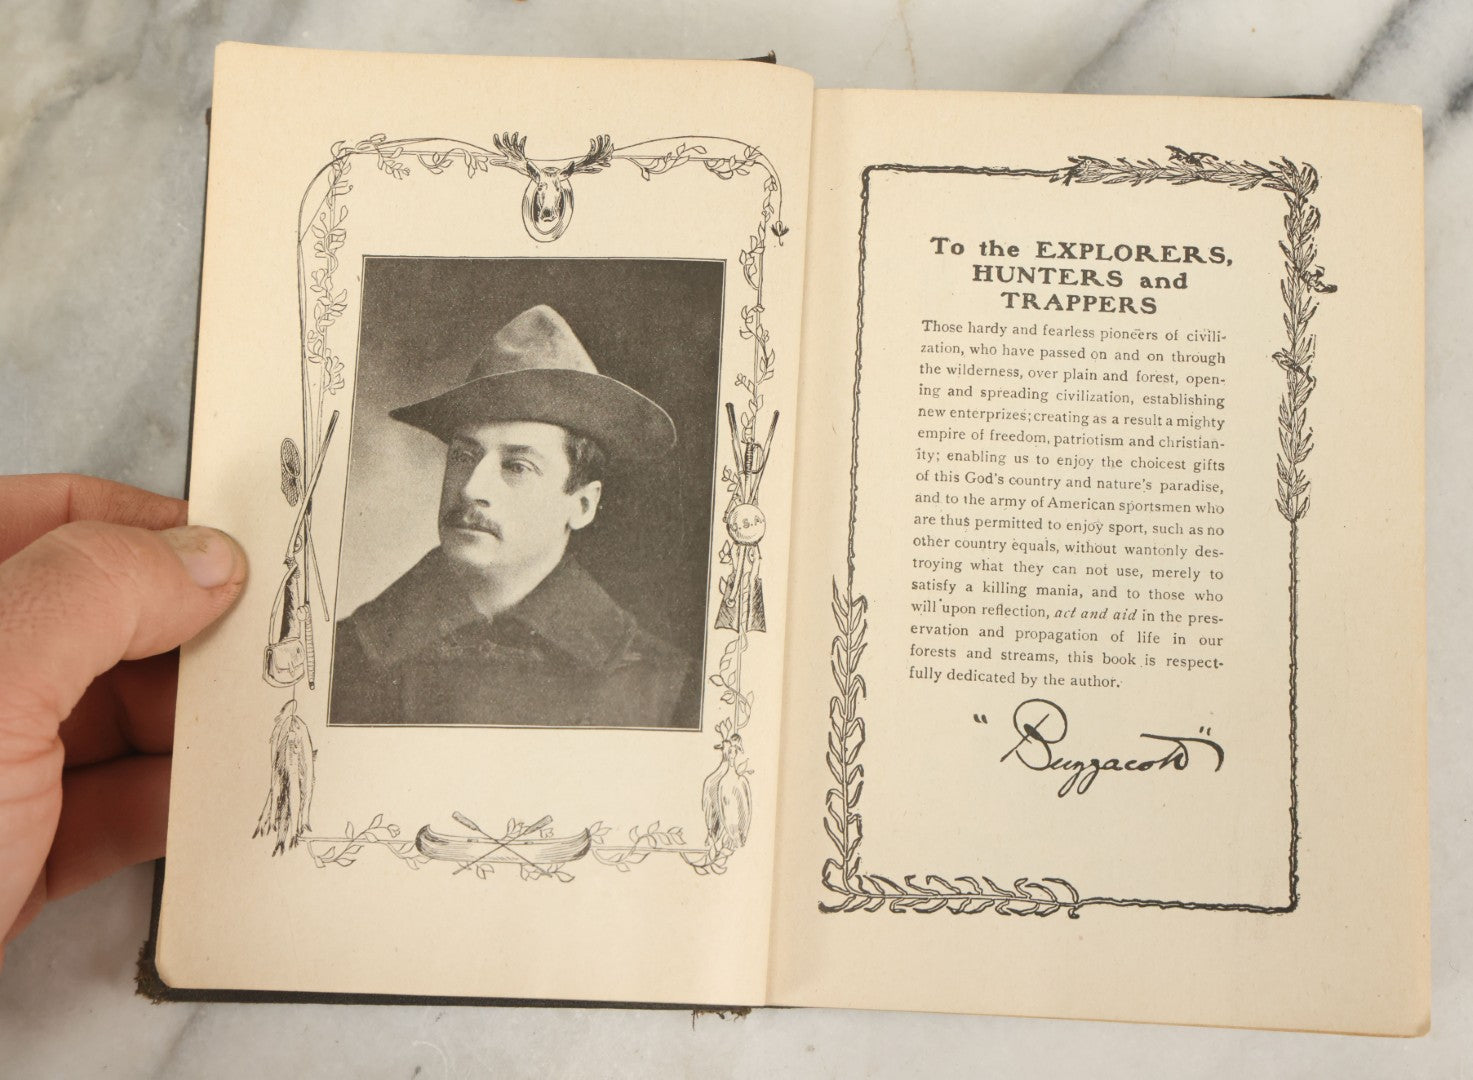 U.S.A.
To the EXPLORERS,
HUNTERS and
TRAPPERS
Those hardy and fearless pioneers of civili-
zation, who have passed on and on through
the wilderness, over plain and forest, open-
ing and spreading civilization, establishing
new enterprizes; creating as a result a mighty
empire of freedom, patriotism and christian-
ity; enabling us to enjoy the choicest gifts
of this God's country and nature's paradise,
and to the army of American sportsmen who
are thus permitted to enjoy sport, such as no
other country equals, without wantonly des-
troying what they can not use, merely to
satisfy a killing mania, and to those who
will upon reflection, act and aid in the pres-
ervation and propagation of life in our
forests and streams, this book is respect-
fully dedicated by the author.
"Buzzacott"